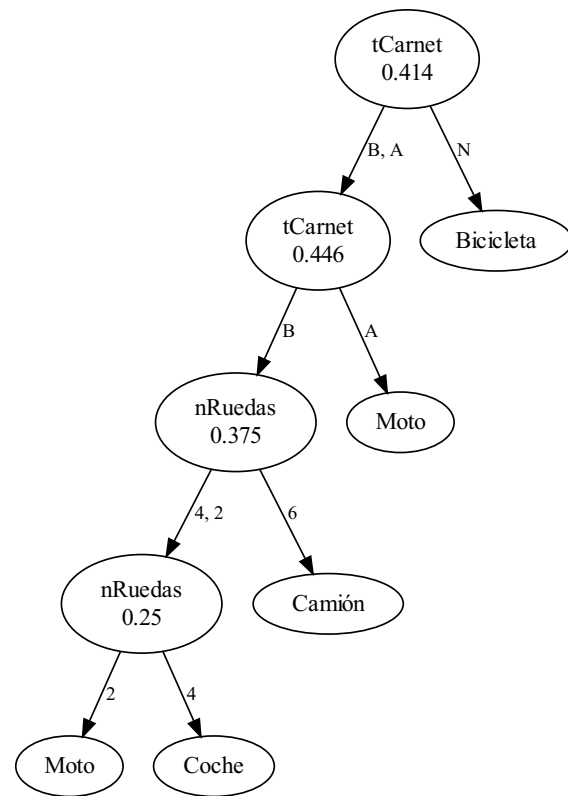 tCarnet
0.414
B, A
N
tCarnet
0.446
Bicicleta
B
A
nRuedas
0.375
Moto
4, 2
6
nRuedas
0.25
Camión
2
4
Moto
Coche